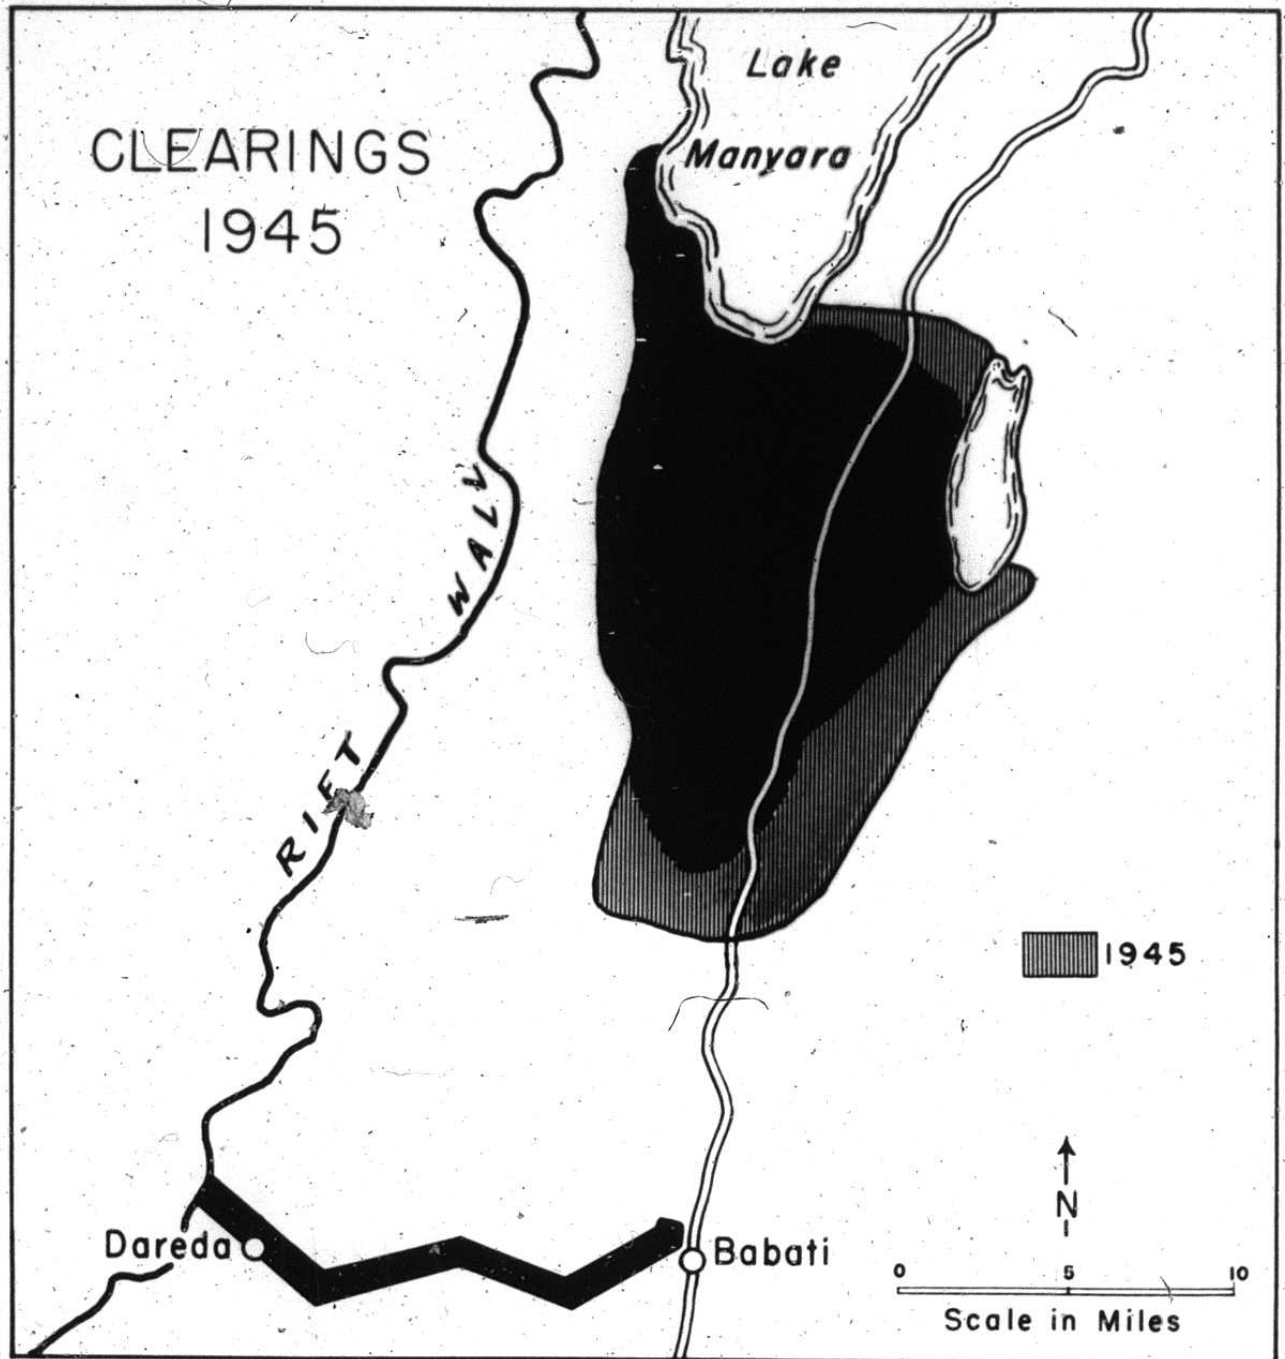 CLEARINGS
1945
Lake
Manyara
RIFT WALL
1945
N
Dareda
Babati
0 5 10
Scale in Miles